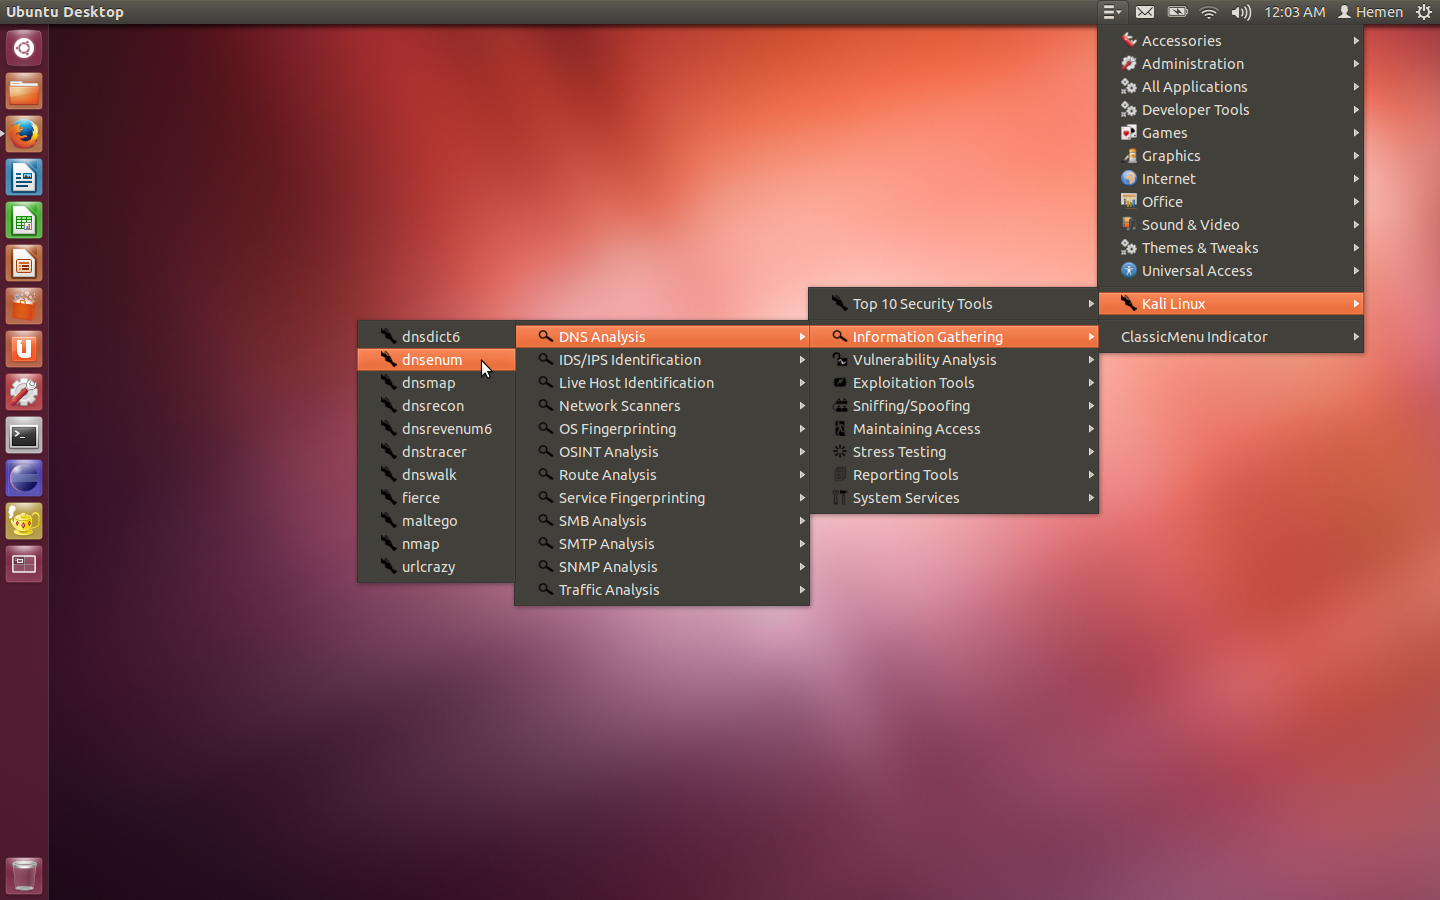 Ubuntu Desktop
12:03 AM Hemen
Accessories
Administration
All Applications
Developer Tools
Games
Graphics
Internet
Office
Sound & Video
Themes & Tweaks
Universal Access
Kali Linux
ClassicMenu Indicator
Top 10 Security Tools
Information Gathering
Vulnerability Analysis
Exploitation Tools
Sniffing/Spoofing
Maintaining Access
Stress Testing
Reporting Tools
System Services
DNS Analysis
IDS/IPS Identification
Live Host Identification
Network Scanners
OS Fingerprinting
OSINT Analysis
Route Analysis
Service Fingerprinting
SMB Analysis
SMTP Analysis
SNMP Analysis
Traffic Analysis
dnsdict6
dnsenum
dnsmap
dnsrecon
dnsrevenum6
dnstracer
dnswalk
fierce
maltego
nmap
urlcrazy